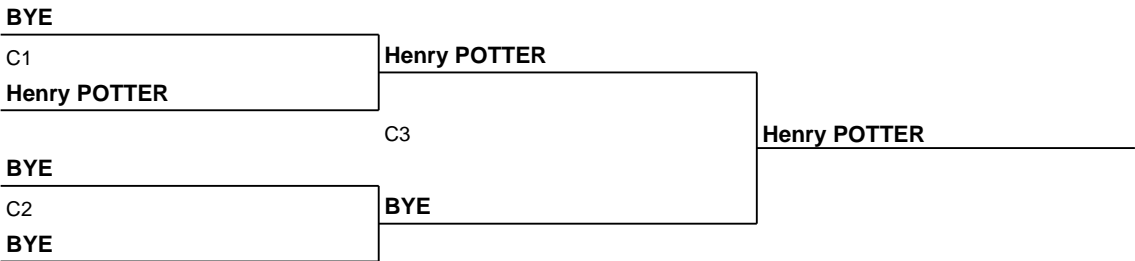 BYE
C1
Henry POTTER
Henry POTTER
C3
Henry POTTER
BYE
C2
BYE
BYE